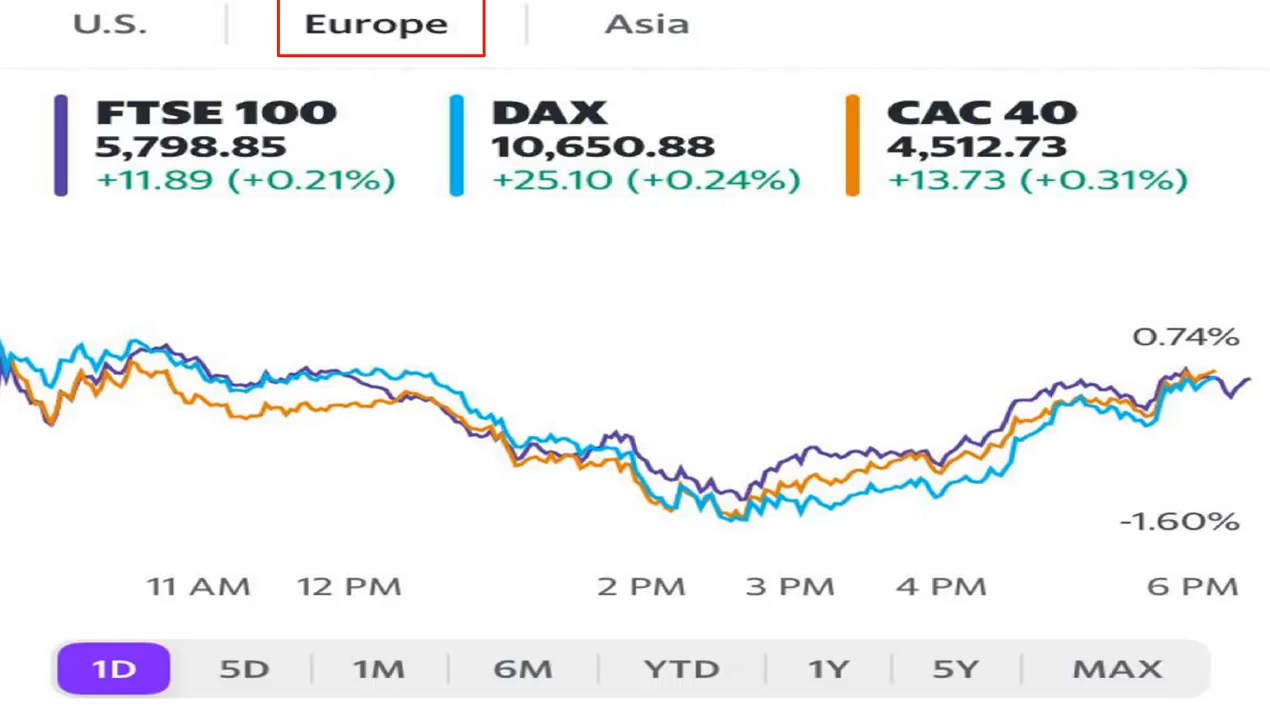 U.S. Europe Asia
FTSE 100 DAX CAC 40
5,798.85 10,650.88 4,512.73
+11.89 (+0.21%) +25.10 (+0.24%) +13.73 (+0.31%)
0.74%
-1.60%
11 AM 12 PM 2 PM 3 PM 4 PM 6 PM
1D 5D 1M 6M YTD 1Y 5Y MAX